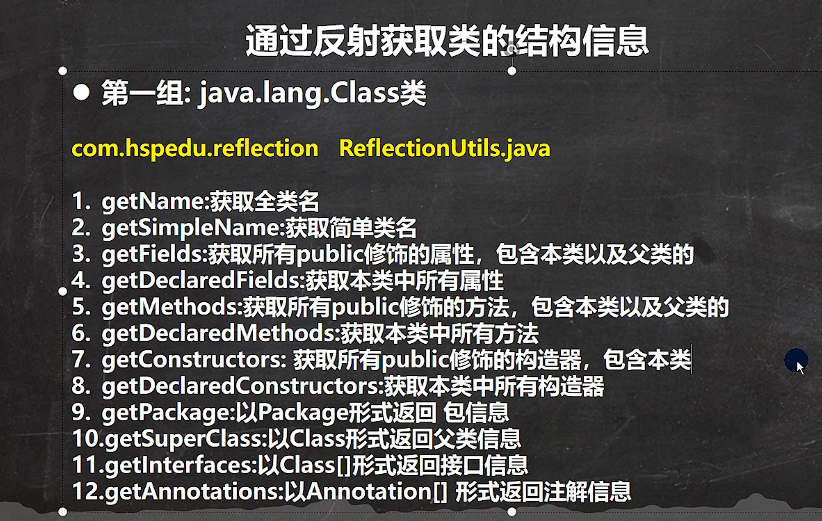 通过反射获取类的结构信息
● 第一组: java.lang.Class类
com.hspedu.reflection ReflectionUtils.java
1. getName:获取全类名
2. getSimpleName:获取简单类名
3. getFields:获取所有public修饰的属性，包含本类以及父类的
4. getDeclaredFields:获取本类中所有属性
5. getMethods:获取所有public修饰的方法，包含本类以及父类的
6. getDeclaredMethods:获取本类中所有方法
7. getConstructors: 获取所有public修饰的构造器，包含本类
8. getDeclaredConstructors:获取本类中所有构造器
9. getPackage:以Package形式返回 包信息
10.getSuperClass:以Class形式返回父类信息
11.getInterfaces:以Class[]形式返回接口信息
12.getAnnotations:以Annotation[] 形式返回注解信息